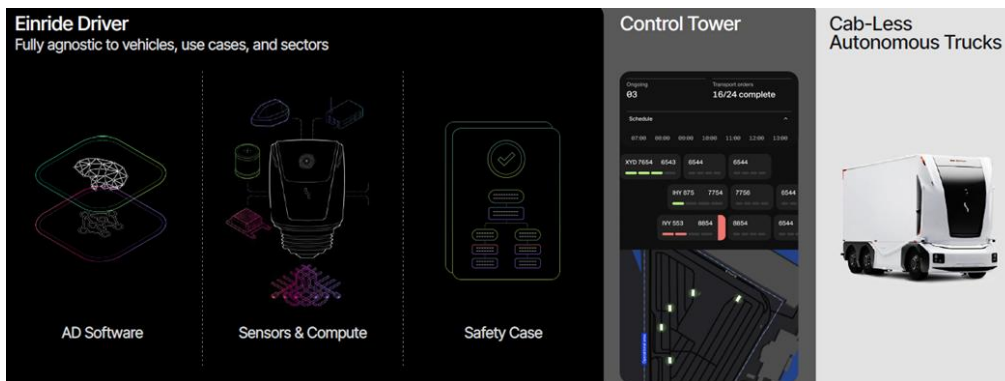 Einride Driver
Fully agnostic to vehicles, use cases, and sectors
AD Software
Sensors & Compute
Safety Case
Control Tower
Ongoing
03
Transport orders
16/24 complete
Schedule
07:00 08:00 09:00 10:00 11:00 12:00 13:00
XYD 7654 6543 6544 6544
IHY 875 7754 7756 6544
IVY 553 8654 8654 6544
Cab-Less
Autonomous Trucks